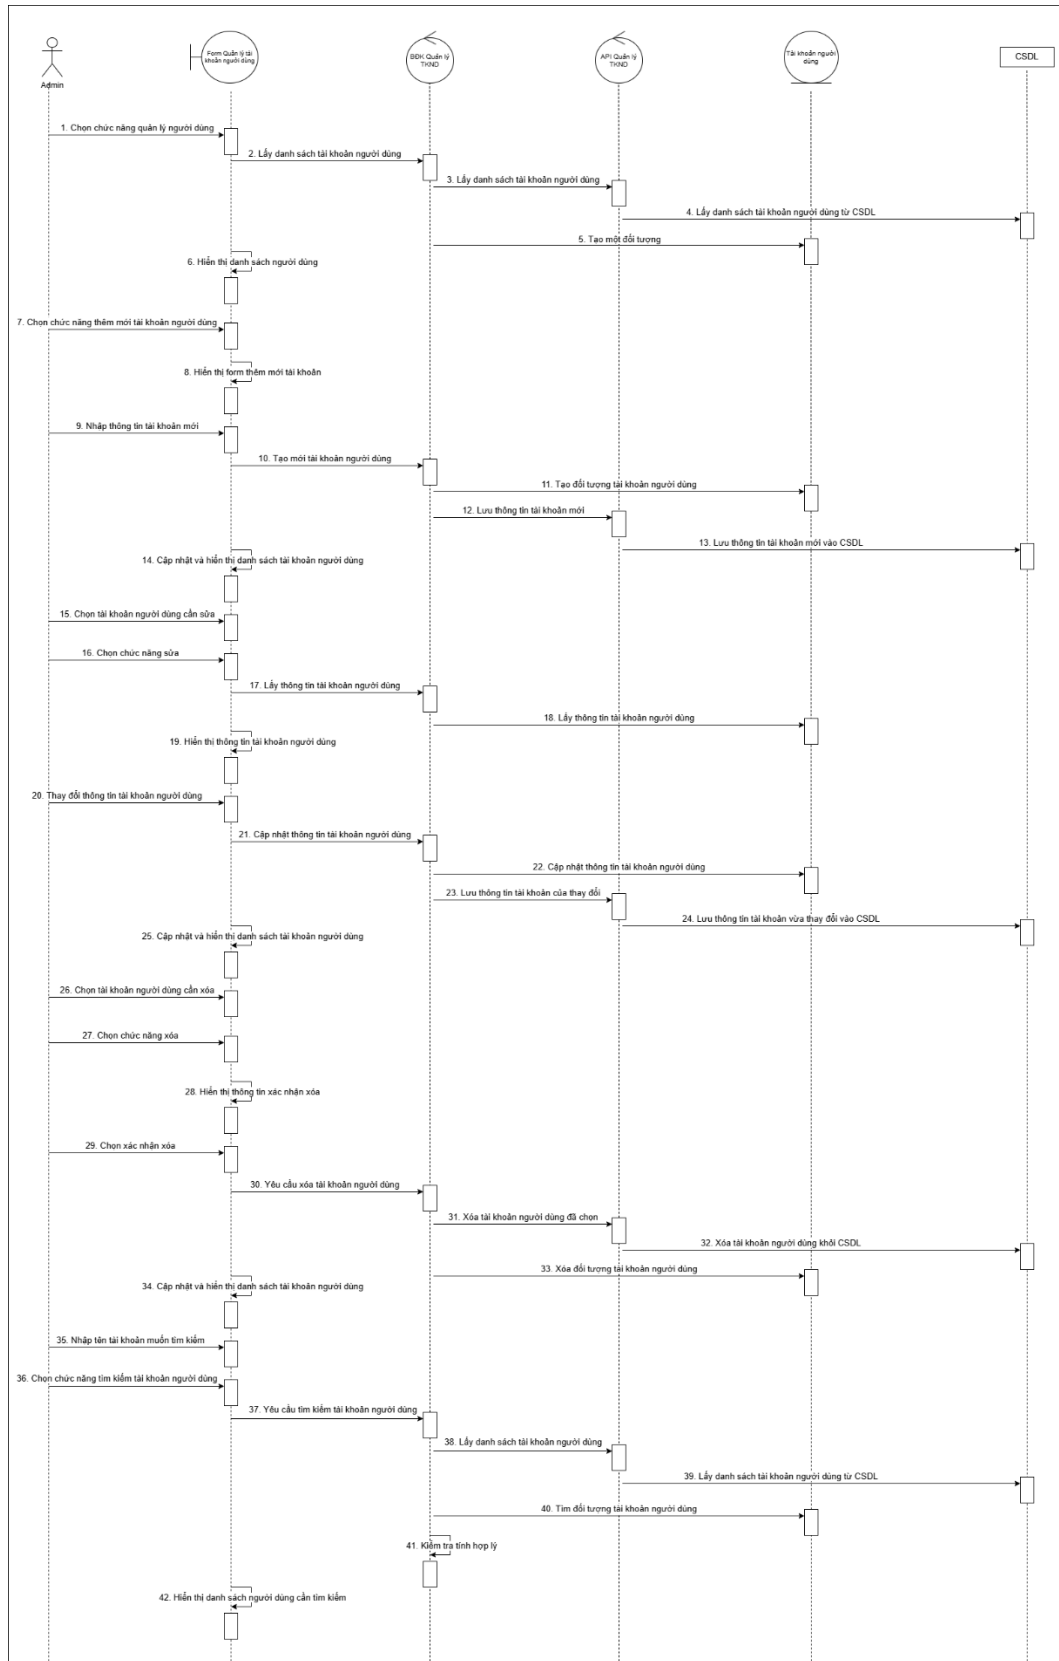 Form Quản lý tài
khoản người dùng
BĐK Quản lý
TKND
API Quản lý
TKND
Tài khoản người
dùng
CSDL
Admin
1. Chọn chức năng quản lý người dùng
2. Lấy danh sách tài khoản người dùng
3. Lấy danh sách tài khoản người dùng
4. Lấy danh sách tài khoản người dùng từ CSDL
5. Tạo một đối tượng
6. Hiển thị danh sách người dùng
7. Chọn chức năng thêm mới tài khoản người dùng
8. Hiển thị form thêm mới tài khoản
9. Nhập thông tin tài khoản mới
10. Tạo mới tài khoản người dùng
11. Tạo đối tượng tài khoản người dùng
12. Lưu thông tin tài khoản mới
13. Lưu thông tin tài khoản mới vào CSDL
14. Cập nhật và hiển thị danh sách tài khoản người dùng
15. Chọn tài khoản người dùng cần sửa
16. Chọn chức năng sửa
17. Lấy thông tin tài khoản người dùng
18. Lấy thông tin tài khoản người dùng
19. Hiển thị thông tin tài khoản người dùng
20. Thay đổi thông tin tài khoản người dùng
21. Cập nhật thông tin tài khoản người dùng
22. Cập nhật thông tin tài khoản người dùng
23. Lưu thông tin tài khoản của thay đổi
24. Lưu thông tin tài khoản vừa thay đổi vào CSDL
25. Cập nhật và hiển thị danh sách tài khoản người dùng
26. Chọn tài khoản người dùng cần xóa
27. Chọn chức năng xóa
28. Hiển thị thông tin xác nhận xóa
29. Chọn xác nhận xóa
30. Yêu cầu xóa tài khoản người dùng
31. Xóa tài khoản người dùng đã chọn
32. Xóa tài khoản người dùng khỏi CSDL
33. Xóa đối tượng tài khoản người dùng
34. Cập nhật và hiển thị danh sách tài khoản người dùng
35. Nhập tên tài khoản muốn tìm kiếm
36. Chọn chức năng tìm kiếm tài khoản người dùng
37. Yêu cầu tìm kiếm tài khoản người dùng
38. Lấy danh sách tài khoản người dùng
39. Lấy danh sách tài khoản người dùng từ CSDL
40. Tìm đối tượng tài khoản người dùng
41. Kiểm tra tính hợp lý
42. Hiển thị danh sách người dùng cần tìm kiếm